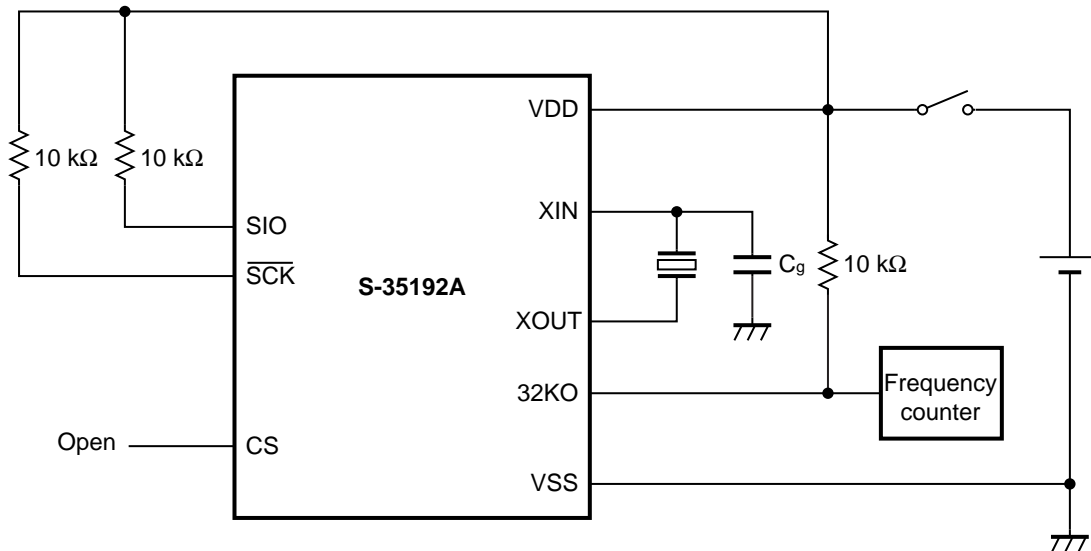 VDD
10 kΩ
10 kΩ
XIN
SIO
Cg
10 kΩ
SCK
S-35192A
XOUT
32KO
Frequency
counter
Open
CS
VSS